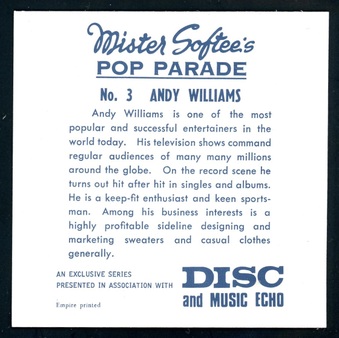 Mister Softee's
POP PARADE
No. 3 ANDY WILLIAMS
Andy Williams is one of the most
popular and successful entertainers in the
world today. His television shows command
regular audiences of many many millions
around the globe. On the record scene he
turns out hit after hit in singles and albums.
He is a keep-fit enthusiast and keen sports-
man. Among his business interests is a
highly profitable sideline designing and
marketing sweaters and casual clothes
generally.
AN EXCLUSIVE SERIES
PRESENTED IN ASSOCIATION WITH
DISC
and MUSIC ECHO
Empire printed